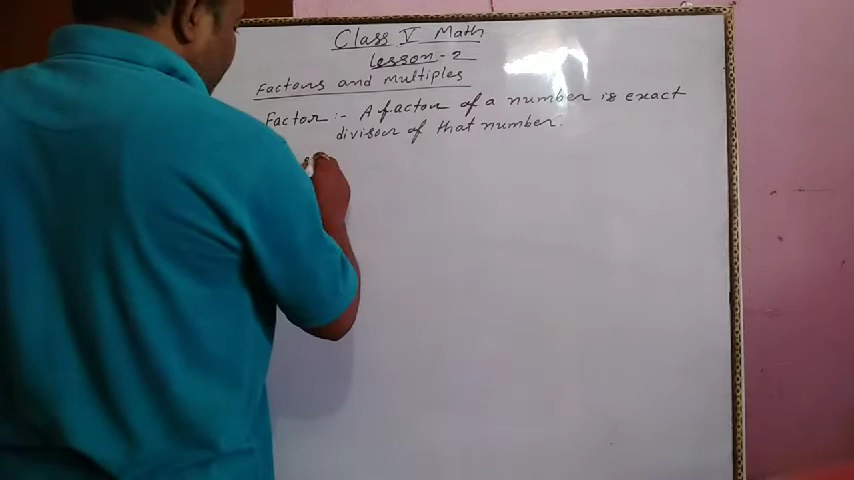 Class V Math
Lesson-2
Factors and Multiples
Factor :- A factor of a number is exact
divisor of that number.